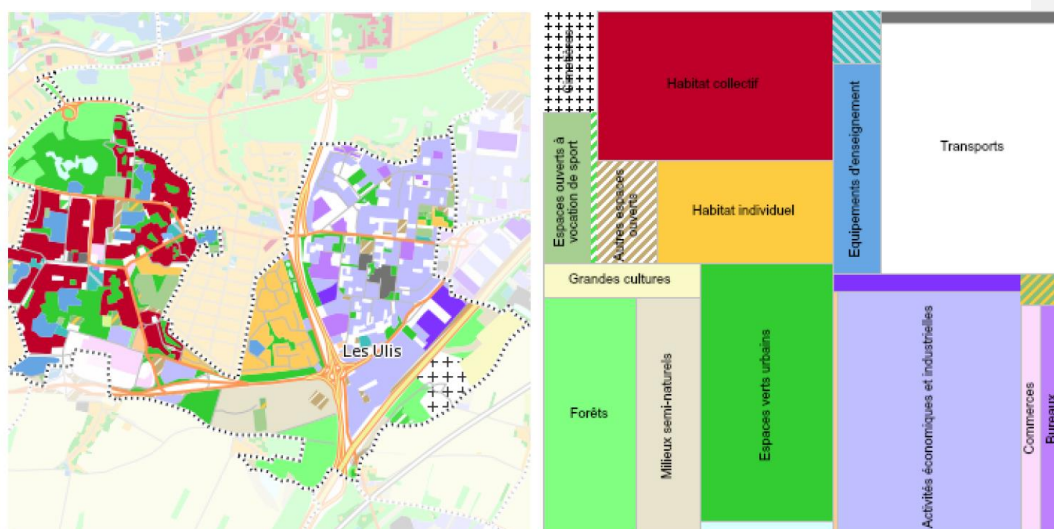 Les Ulis
Cimetières
Habitat collectif
Espaces ouverts à
vocation de sport
Autres espaces
ouverts
Habitat individuel
Equipements d'enseignement
Transports
Grandes cultures
Forêts
Milieux semi-naturels
Espaces verts urbains
Activités économiques et industrielles
Commerces
Bureaux